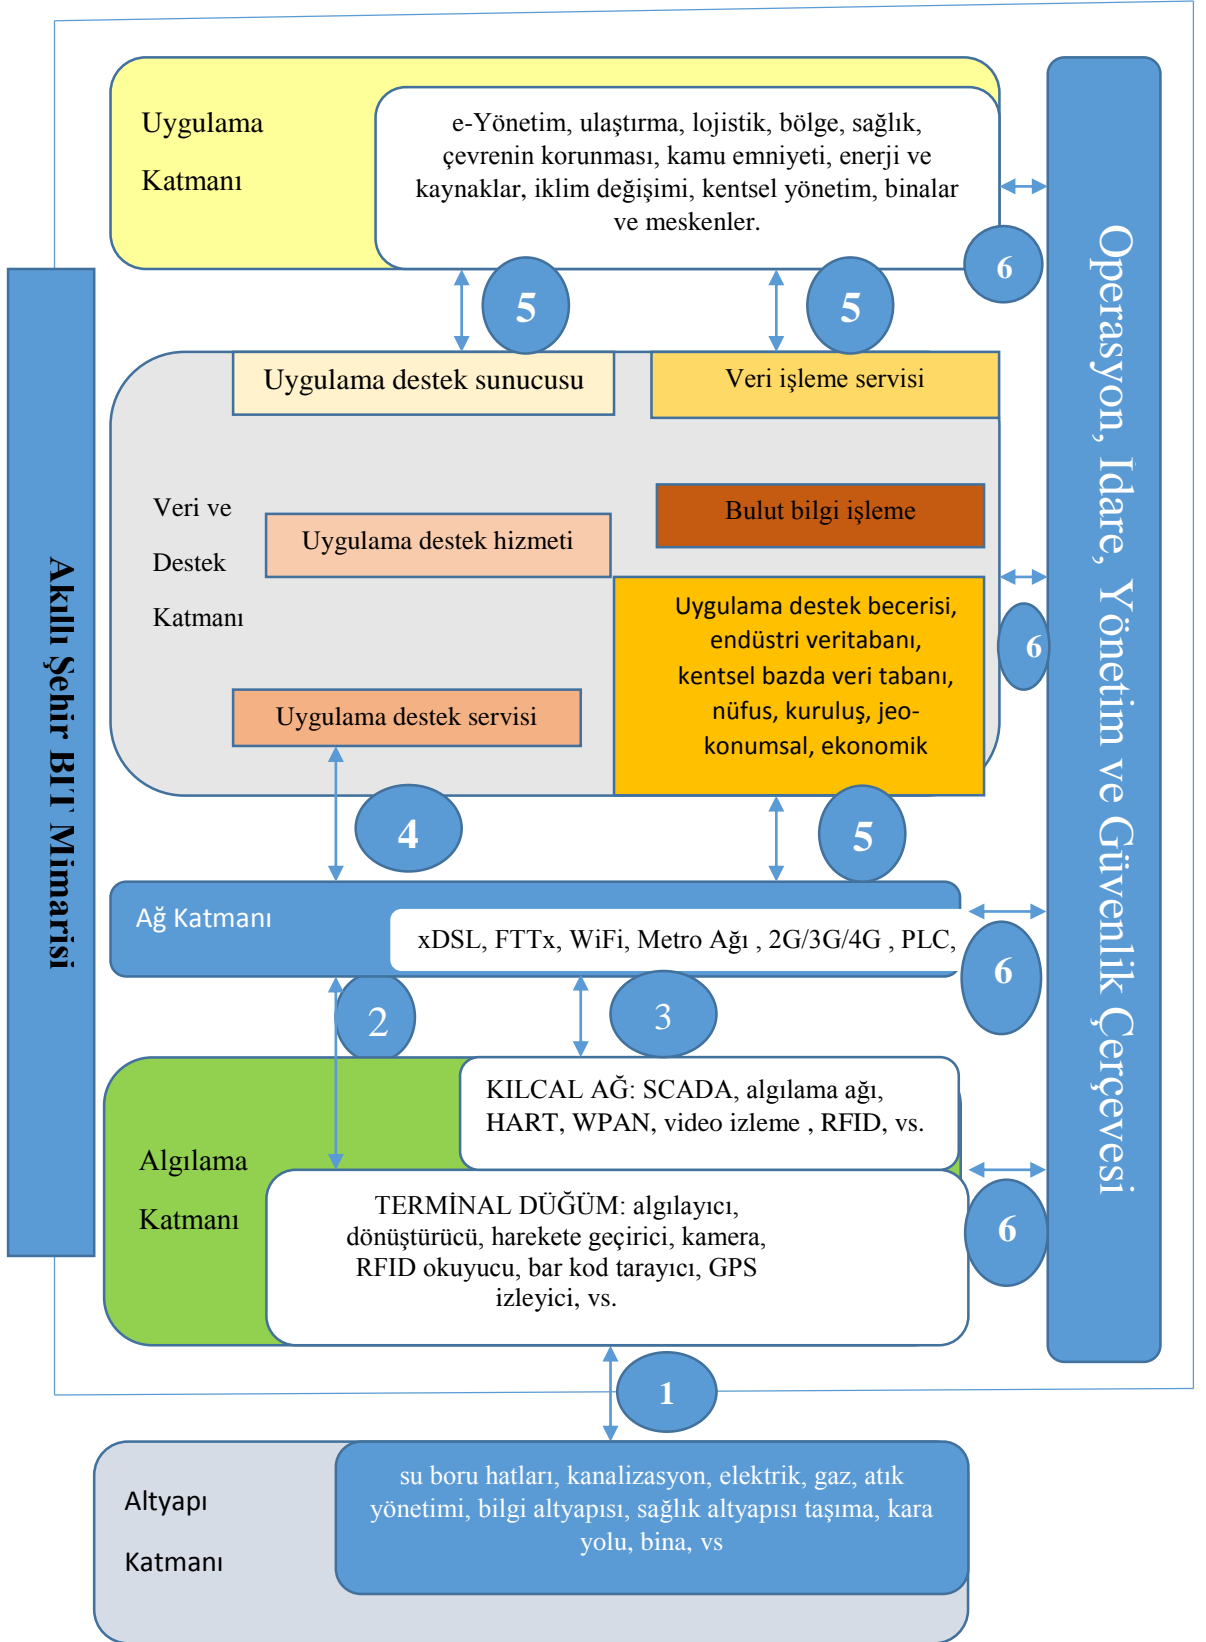 Uygulama
Katmanı
e-Yönetim, ulaştırma, lojistik, bölge, sağlık,
çevrenin korunması, kamu emniyeti, enerji ve
kaynaklar, iklim değişimi, kentsel yönetim, binalar
ve meskenler.
6
5
5
Uygulama destek sunucusu
Veri işleme servisi
Veri ve
Destek
Katmanı
Bulut bilgi işleme
Uygulama destek hizmeti
Uygulama destek becerisi,
endüstri veritabanı,
kentsel bazda veri tabanı,
nüfus, kuruluş, jeo-
konumsal, ekonomik
6
Uygulama destek servisi
4
5
Ağ Katmanı
xDSL, FTTx, WiFi, Metro Ağı , 2G/3G/4G , PLC,
6
2
3
KILCAL AĞ: SCADA, algılama ağı,
HART, WPAN, video izleme , RFID, vs.
Algılama
Katmanı
TERMİNAL DÜĞÜM: algılayıcı,
dönüştürücü, harekete geçirici, kamera,
RFID okuyucu, bar kod tarayıcı, GPS
izleyici, vs.
6
1
Altyapı
Katmanı
su boru hatları, kanalizasyon, elektrik, gaz, atık
yönetimi, bilgi altyapısı, sağlık altyapısı taşıma, kara
yolu, bina, vs
Akıllı Şehir BIT Mimarisi
Operasyon, Idare, Yönetim ve Güvenlik Çerçevesi